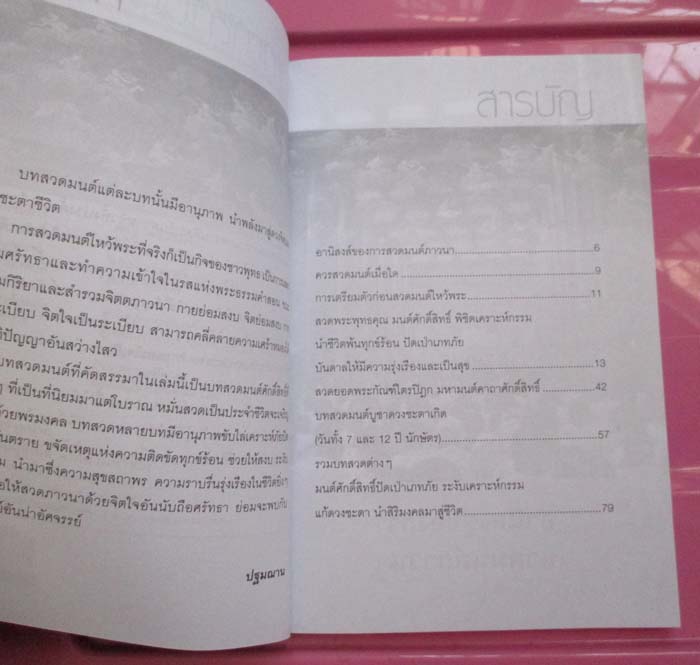 บทสวดมนต์แต่ละบทนั้นมีอานุภาพ นำพลังมาสู่
ชะตาชีวิต
การสวดมนต์ไหว้พระที่จริงก็เป็นกิจของชาวพุทธ
ศรัทธาและทำความเข้าใจในรสแห่งพระธรรมคำสอน
กิริยาและสำรวมจิตตภาวนา กายย่อมสงบ จิตย่อมสงบ
ะเบียบ จิตใจเป็นระเบียบ สามารถคลี่คลายความเศร้าหมอง
ปัญญาอันสว่างไสว
บทสวดมนต์ที่คัดสรรมาในเล่มนี้เป็นบทสวดมนต์ศักดิ์สิทธิ์
ๆ ที่เป็นที่นิยมมาแต่โบราณ หมั่นสวดเป็นประจำชีวิตจะ
ด้วยพรมงคล บทสวดหลายบทมีอานุภาพขับไล่เคราะห์ภัย
ันตราย ขจัดเหตุแห่งความติดขัดทุกข์ร้อน ช่วยให้สงบ
ม นำมาซึ่งความสุขสถาพร ความราบรื่นรุ่งเรืองในชีวิต
อให้สวดภาวนาด้วยจิตใจอันนับถือศรัทธา ย่อมจะพบกับ
์อันน่าอัศจรรย์
ปฐมฌาน
สารบัญ
อานิสงส์ของการสวดมนต์ภาวนา 6
ควรสวดมนต์เมื่อใด 9
การเตรียมตัวก่อนสวดมนต์ไหว้พระ 11
สวดพระพุทธคุณ มนต์ศักดิ์สิทธิ์ พิชิตเคราะห์กรรม
นำชีวิตพ้นทุกข์ร้อน ปัดเป่าเภทภัย
บันดาลให้มีความรุ่งเรืองและเป็นสุข 13
สวดยอดพระกัณฑ์ไตรปิฎก มหามนต์คาถาศักดิ์สิทธิ์ 42
บทสวดมนต์บูชาดวงชะตาเกิด
(วันทั้ง 7 และ 12 ปี นักษัตร) 57
รวมบทสวดต่างๆ
มนต์ศักดิ์สิทธิ์ปัดเป่าเภทภัย ระงับเคราะห์กรรม
แก้ดวงชะตา นำสิริมงคลมาสู่ชีวิต 79